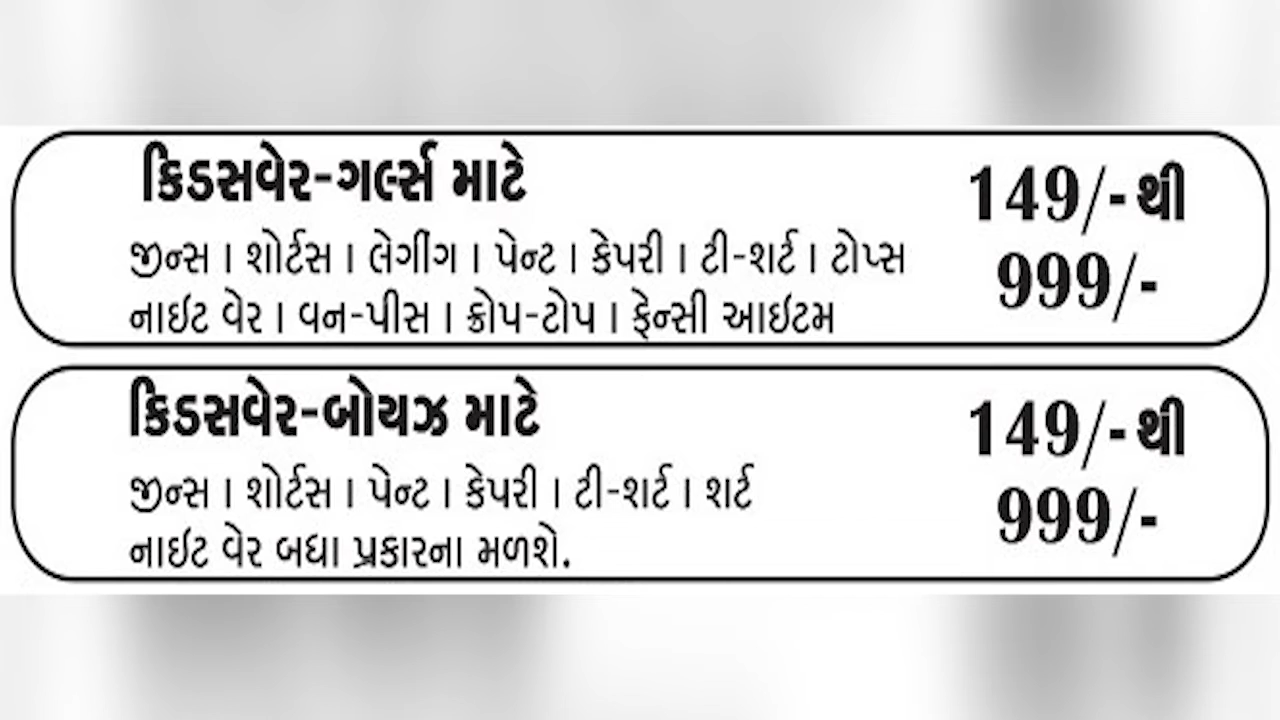 કિડસવેર-ગર્લ્સ માટે
149/- થી
જીન્સ । શોર્ટસ । લેગીંગ । પેન્ટ । કેપરી । ટી-શર્ટ । ટોપ્સ
999/-
નાઈટ વેર । વન-પીસ । ક્રોપ-ટોપ । ફેન્સી આઈટમ
કિડસવેર-બોયઝ માટે
149/- થી
જીન્સ । શોર્ટસ । પેન્ટ । કેપરી । ટી-શર્ટ । શર્ટ
999/-
નાઈટ વેર બધા પ્રકારના મળશે.